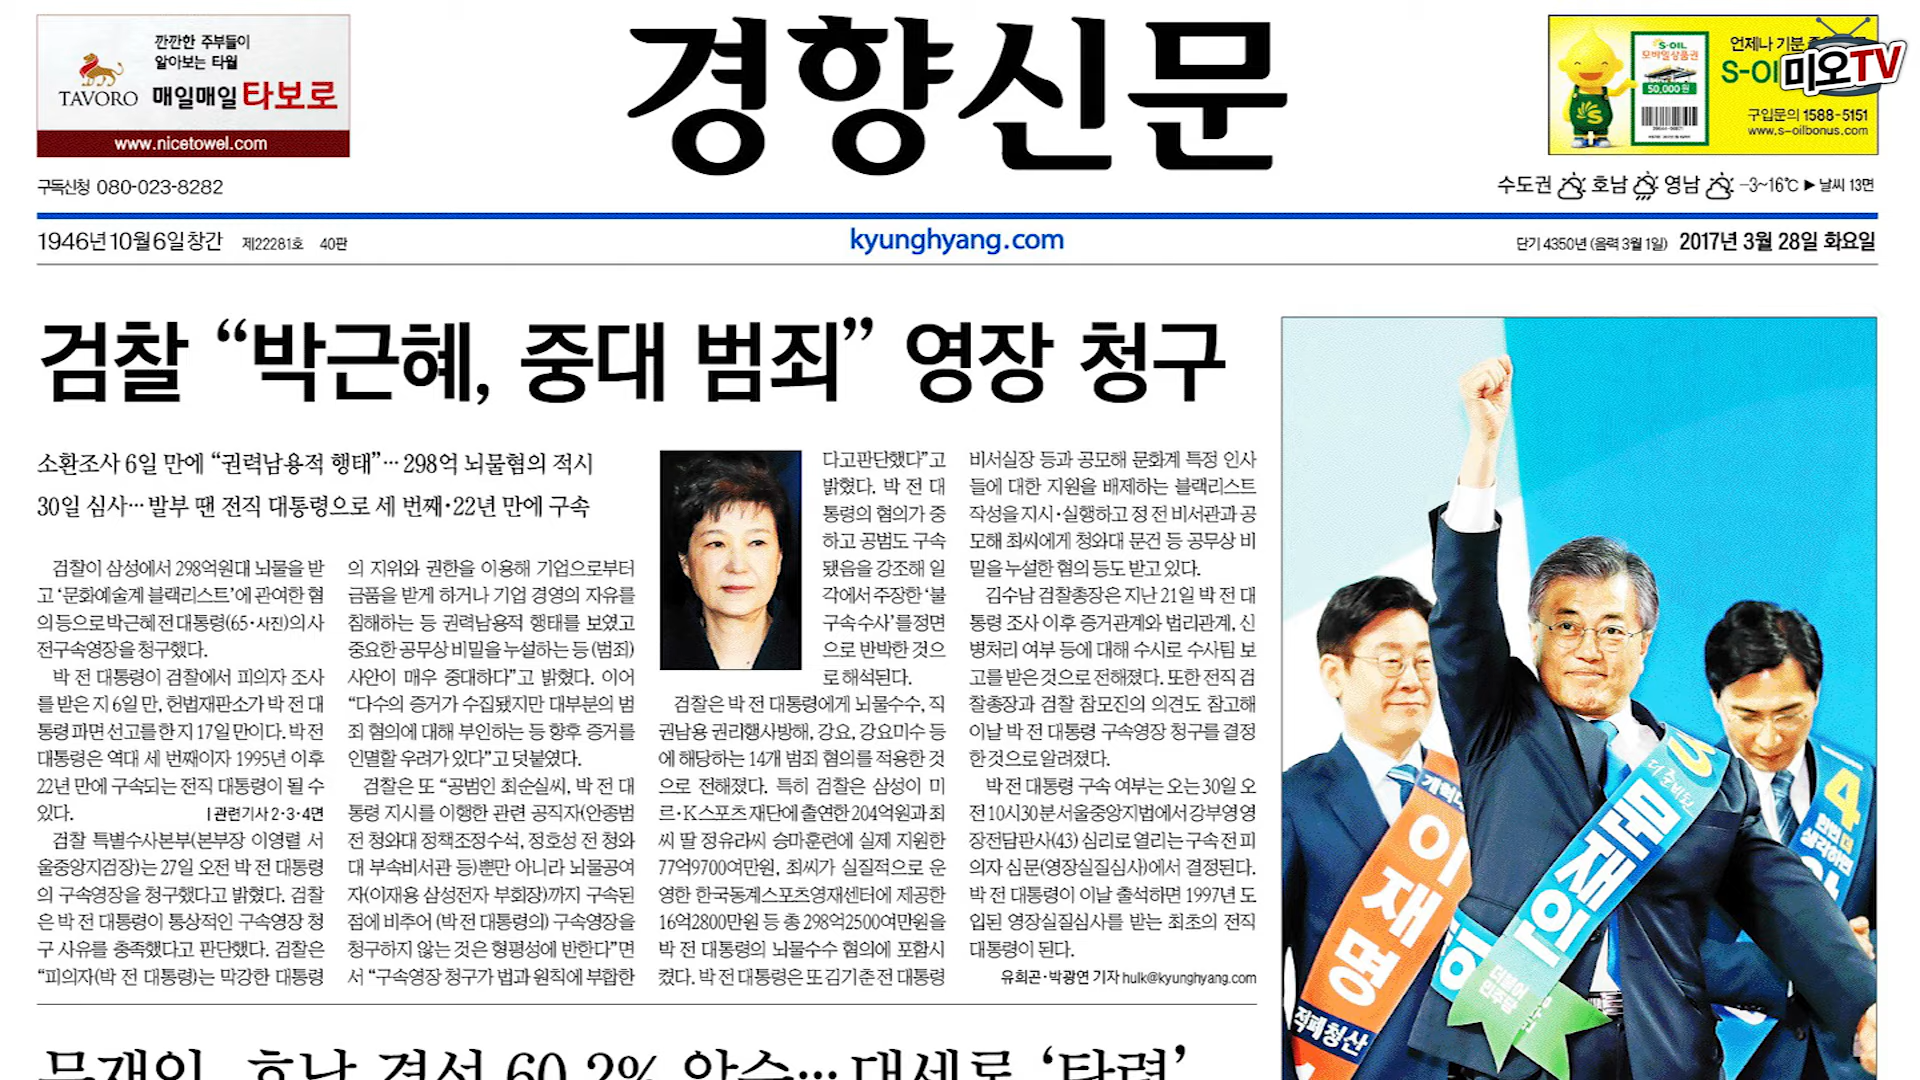 깐깐한 주부들이
알아보는 타월
TAVORO 매일매일 타보로
www.nicetowel.com
구독신청 080-023-8282
경향신문
언제나 기분
S-OIL
모바일상품권
50,000원
구입문의 1588-5151
www.s-oilbonus.com
미오TV
수도권 호남 영남 -3~16℃ ▶날씨 13면
1946년 10월 6일 창간 제22281호 40판
kyunghyang.com
단기 4350년 (음력 3월 1일) 2017년 3월 28일 화요일
검찰 “박근혜, 중대 범죄” 영장 청구
소환조사 6일 만에 “권력남용적 행태”…298억 뇌물혐의 적시
30일 심사…발부 땐 전직 대통령으로 세 번째·22년 만에 구속
검찰이 삼성에서 298억원대 뇌물을 받
고 ‘문화예술계 블랙리스트’에 관여한 혐
의 등으로 박근혜 전 대통령(65·사진)의 사
전구속영장을 청구했다.
박 전 대통령이 검찰에서 피의자 조사
를 받은 지 6일 만, 헌법재판소가 박 전 대
통령 파면 선고를 한 지 17일 만이다. 박 전
대통령은 역대 세 번째이자 1995년 이후
22년 만에 구속되는 전직 대통령이 될 수
있다. |관련기사 2·3·4면
검찰 특별수사본부(본부장 이영렬 서
울중앙지검장)는 27일 오전 박 전 대통령
의 구속영장을 청구했다고 밝혔다. 검찰
은 박 전 대통령이 통상적인 구속영장 청
구 사유를 충족했다고 판단했다. 검찰은
“피의자(박 전 대통령)는 막강한 대통령
의 지위와 권한을 이용해 기업으로부터
금품을 받게 하거나 기업 경영의 자유를
침해하는 등 권력남용적 행태를 보였고
중요한 공무상 비밀을 누설하는 등 (범죄)
사안이 매우 중대하다”고 밝혔다. 이어
“다수의 증거가 수집됐지만 대부분의 범
죄 혐의에 대해 부인하는 등 향후 증거를
인멸할 우려가 있다”고 덧붙였다.
검찰은 또 “공범인 최순실씨, 박 전 대
통령 지시를 이행한 관련 공직자(안종범
전 청와대 정책조정수석, 정호성 전 청와
대 부속비서관 등)뿐만 아니라 뇌물공여
자(이재용 삼성전자 부회장)까지 구속된
점에 비추어 (박 전 대통령의) 구속영장을
청구하지 않는 것은 형평성에 반한다”면
서 “구속영장 청구가 법과 원칙에 부합한
다고 판단했다”고
밝혔다. 박 전 대
통령의 혐의가 중
하고 공범도 구속
됐음을 강조해 일
각에서 주장한 ‘불
구속 수사’를 정면
으로 반박한 것으
로 해석된다.
검찰은 박 전 대통령에게 뇌물수수, 직
권남용 권리행사방해, 강요, 강요미수 등
에 해당하는 14개 범죄 혐의를 적용한 것
으로 전해졌다. 특히 검찰은 삼성이 미
르·K스포츠 재단에 출연한 204억원과 최
씨 딸 정유라씨 승마훈련에 실제 지원한
77억9700여만원, 최씨가 실질적으로 운
영한 한국동계스포츠영재센터에 제공한
16억2800만원 등 총 298억2500여만원을
박 전 대통령의 뇌물수수 혐의에 포함시
켰다. 박 전 대통령은 또 김기춘 전 대통령
비서실장 등과 공모해 문화계 특정 인사
들에 대한 지원을 배제하는 블랙리스트
작성을 지시·실행하고 정 전 비서관과 공
모해 최씨에게 청와대 문건 등 공무상 비
밀을 누설한 혐의 등도 받고 있다.
김수남 검찰총장은 지난 21일 박 전 대
통령 조사 이후 증거관계와 법리관계, 신
병처리 여부 등에 대해 수시로 수사팀 보
고를 받은 것으로 전해졌다. 또한 전직 검
찰총장과 검찰 참모진의 의견도 참고해
이날 박 전 대통령 구속영장 청구를 결정
한 것으로 알려졌다.
박 전 대통령 구속 여부는 오는 30일 오
전 10시30분 서울중앙지법에서 강부영 영
장전담판사(43) 심리로 열리는 구속 전 피
의자 심문(영장실질심사)에서 결정된다.
박 전 대통령이 이날 출석하면 1997년 도
입된 영장실질심사를 받는 최초의 전직
대통령이 된다.
유희곤·박광연 기자 hulk@kyunghyang.com
이재명
적폐청산
더 준비된
문재인
더불어
민주당
4
한번 더
생각하면
문재인, 호남 경선 60.2% 압승…대세론 ‘탄력’